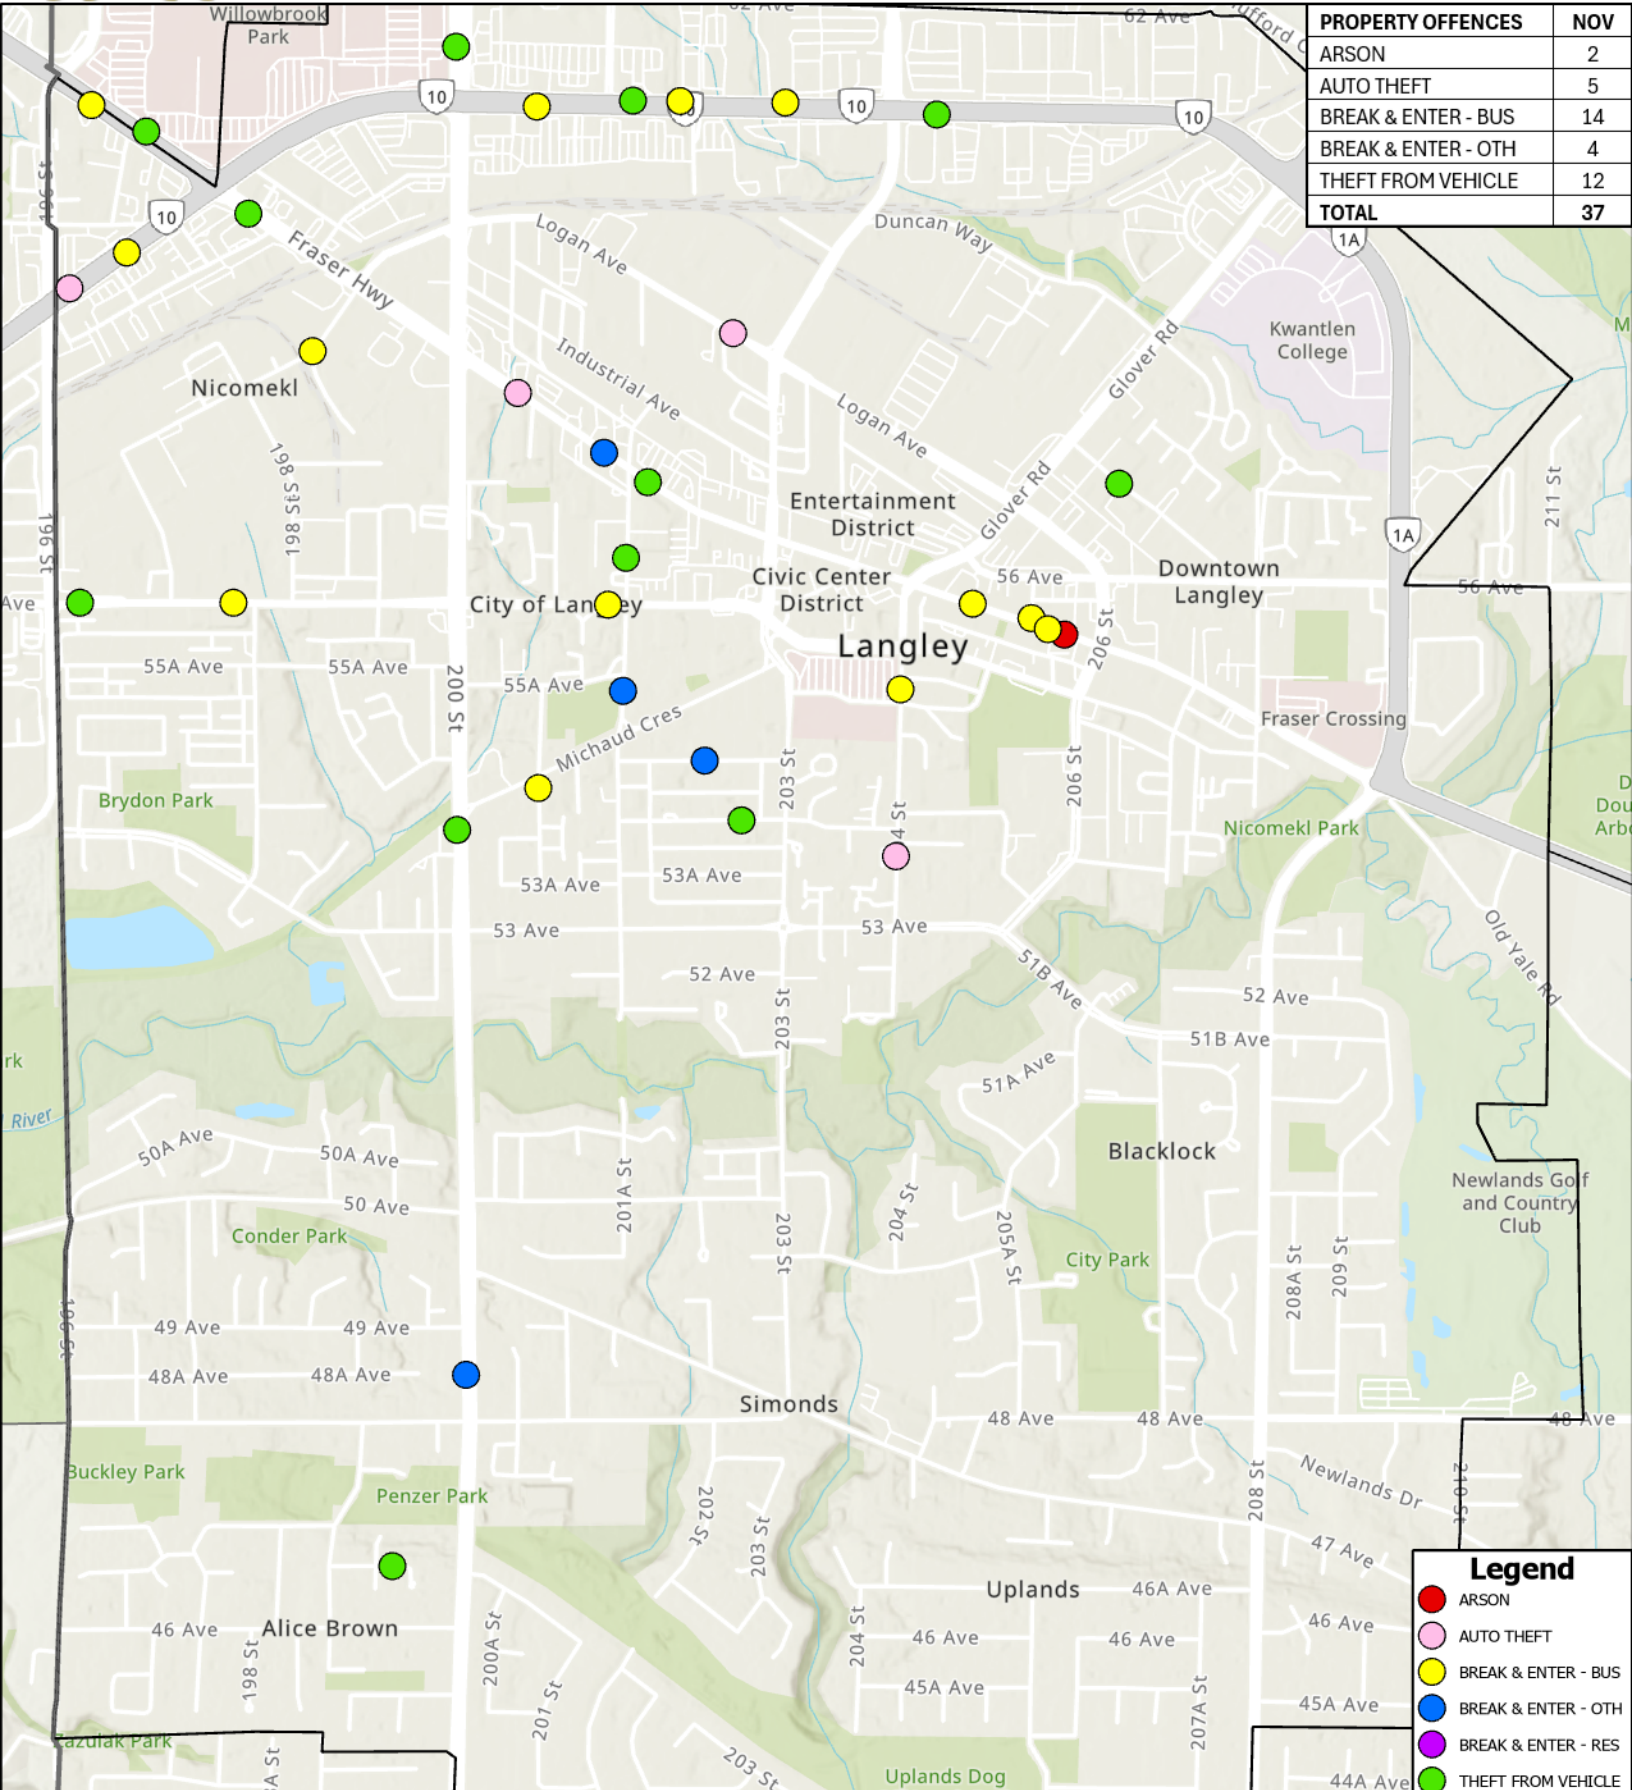 Willowbrook
Park
62 Ave
62 Ave
PROPERTY OFFENCES NOV
ARSON 2
AUTO THEFT 5
BREAK & ENTER - BUS 14
BREAK & ENTER - OTH 4
THEFT FROM VEHICLE 12
TOTAL 37
10
10
10
10
196 St
Fraser Hwy
Logan Ave
Duncan Way
1A
Kwantlen
College
Glover Rd
Industrial Ave
Nicomekl
Logan Ave
198 St
198 St
196 St
Entertainment
District
Glover Rd
211 St
1A
Civic Center
District
56 Ave
Downtown
Langley
56 Ave
Ave
City of Langley
Langley
206 St
55A Ave
55A Ave
200 St
55A Ave
Michaud Cres
Fraser Crossing
203 St
206 St
Brydon Park
Nicomekl Park
53A Ave
53A Ave
53 Ave
53 Ave
Old Yale Rd
52 Ave
51B Ave
52 Ave
203 St
51B Ave
51A Ave
rk
River
50A Ave
50A Ave
Blacklock
201A St
50 Ave
204 St
Newlands Golf
and Country
Club
Conder Park
203 St
205A St
City Park
208A St
209 St
196 St
49 Ave
49 Ave
48A Ave
48A Ave
Simonds
48 Ave
48 Ave
48 Ave
Buckley Park
Penzer Park
202 St
203 St
208 St
Newlands Dr
210 St
47 Ave
Uplands
46A Ave
46 Ave
Alice Brown
198 St
200A St
201 St
204 St
46 Ave
46 Ave
46 Ave
45A Ave
207A St
45A Ave
203 St
Uplands Dog
44A Ave
Legend
ARSON
AUTO THEFT
BREAK & ENTER - BUS
BREAK & ENTER - OTH
BREAK & ENTER - RES
THEFT FROM VEHICLE